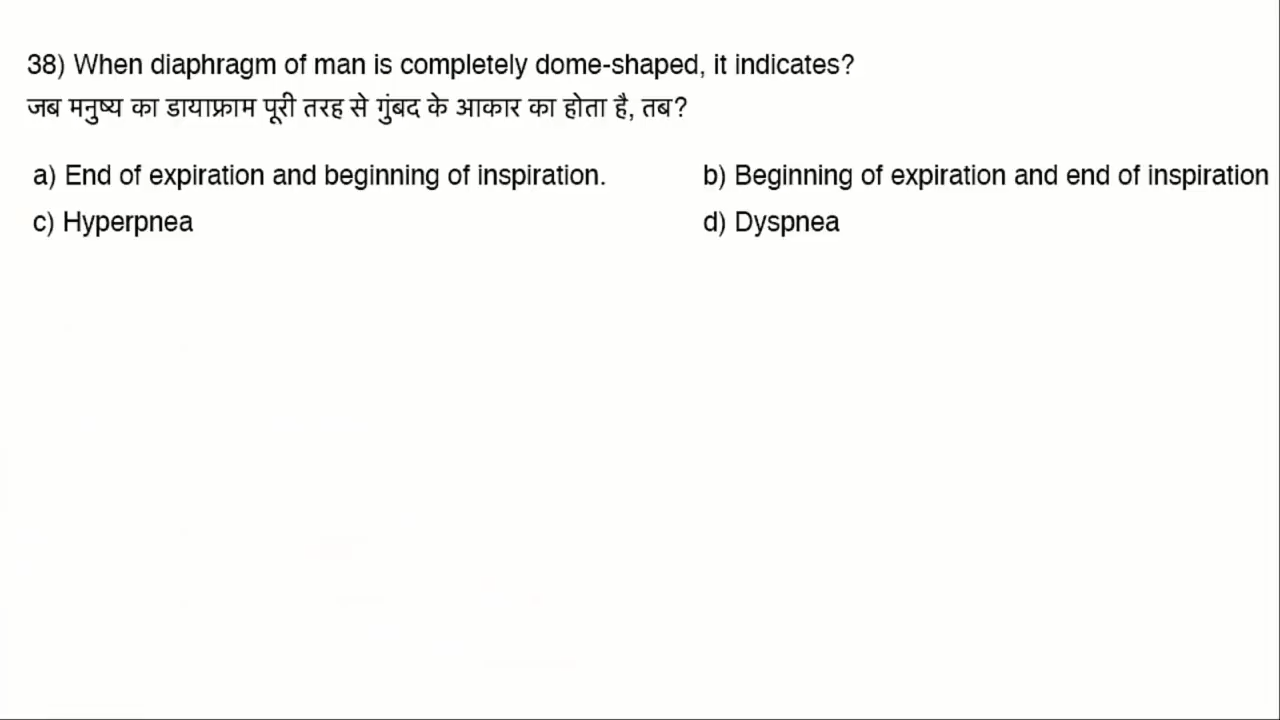 38) When diaphragm of man is completely dome-shaped, it indicates?
जब मनुष्य का डायाफ्राम पूरी तरह से गुंबद के आकार का होता है, तब?
a) End of expiration and beginning of inspiration. b) Beginning of expiration and end of inspiration
c) Hyperpnea d) Dyspnea